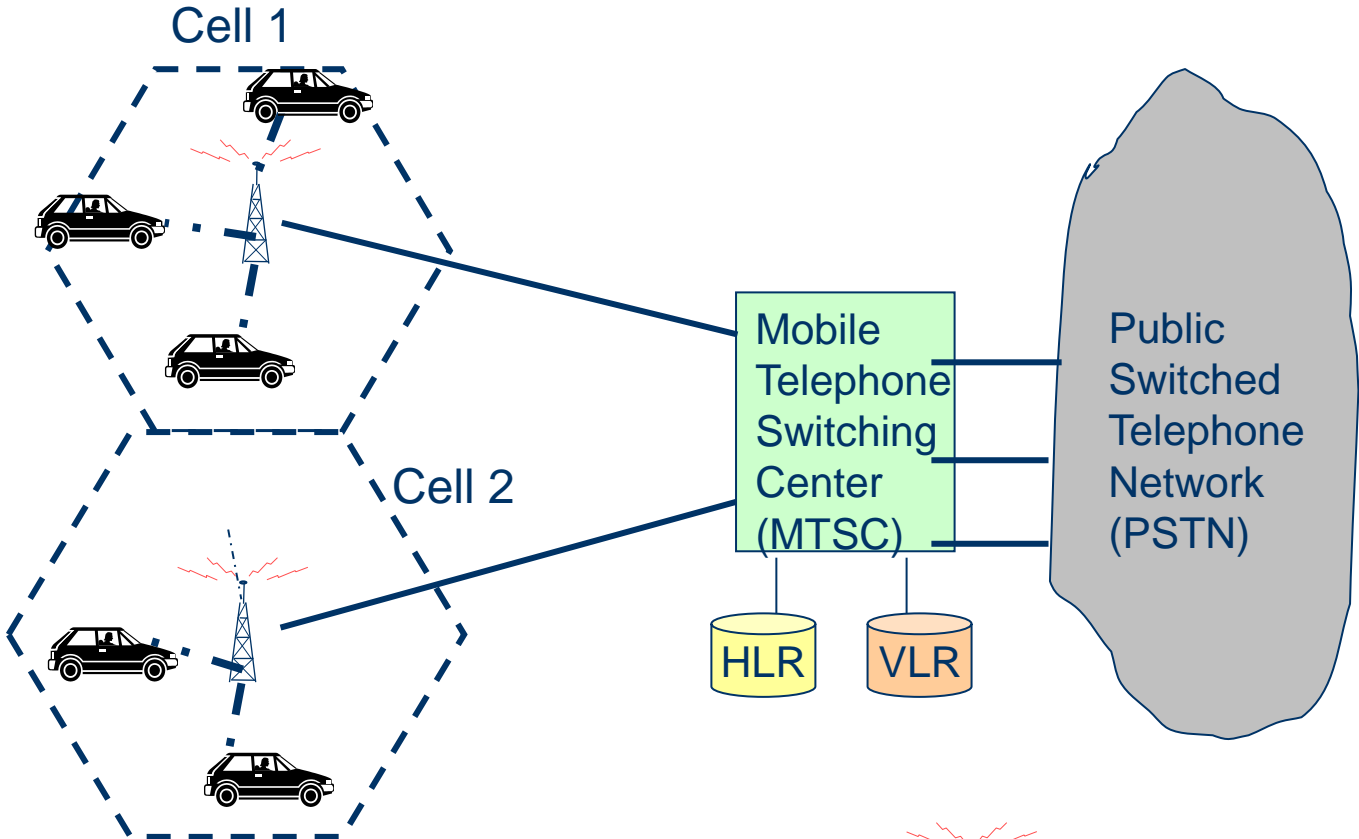 Cell 1
Cell 2
Mobile
Telephone
Switching
Center
(MTSC)
HLR
VLR
Public
Switched
Telephone
Network
(PSTN)